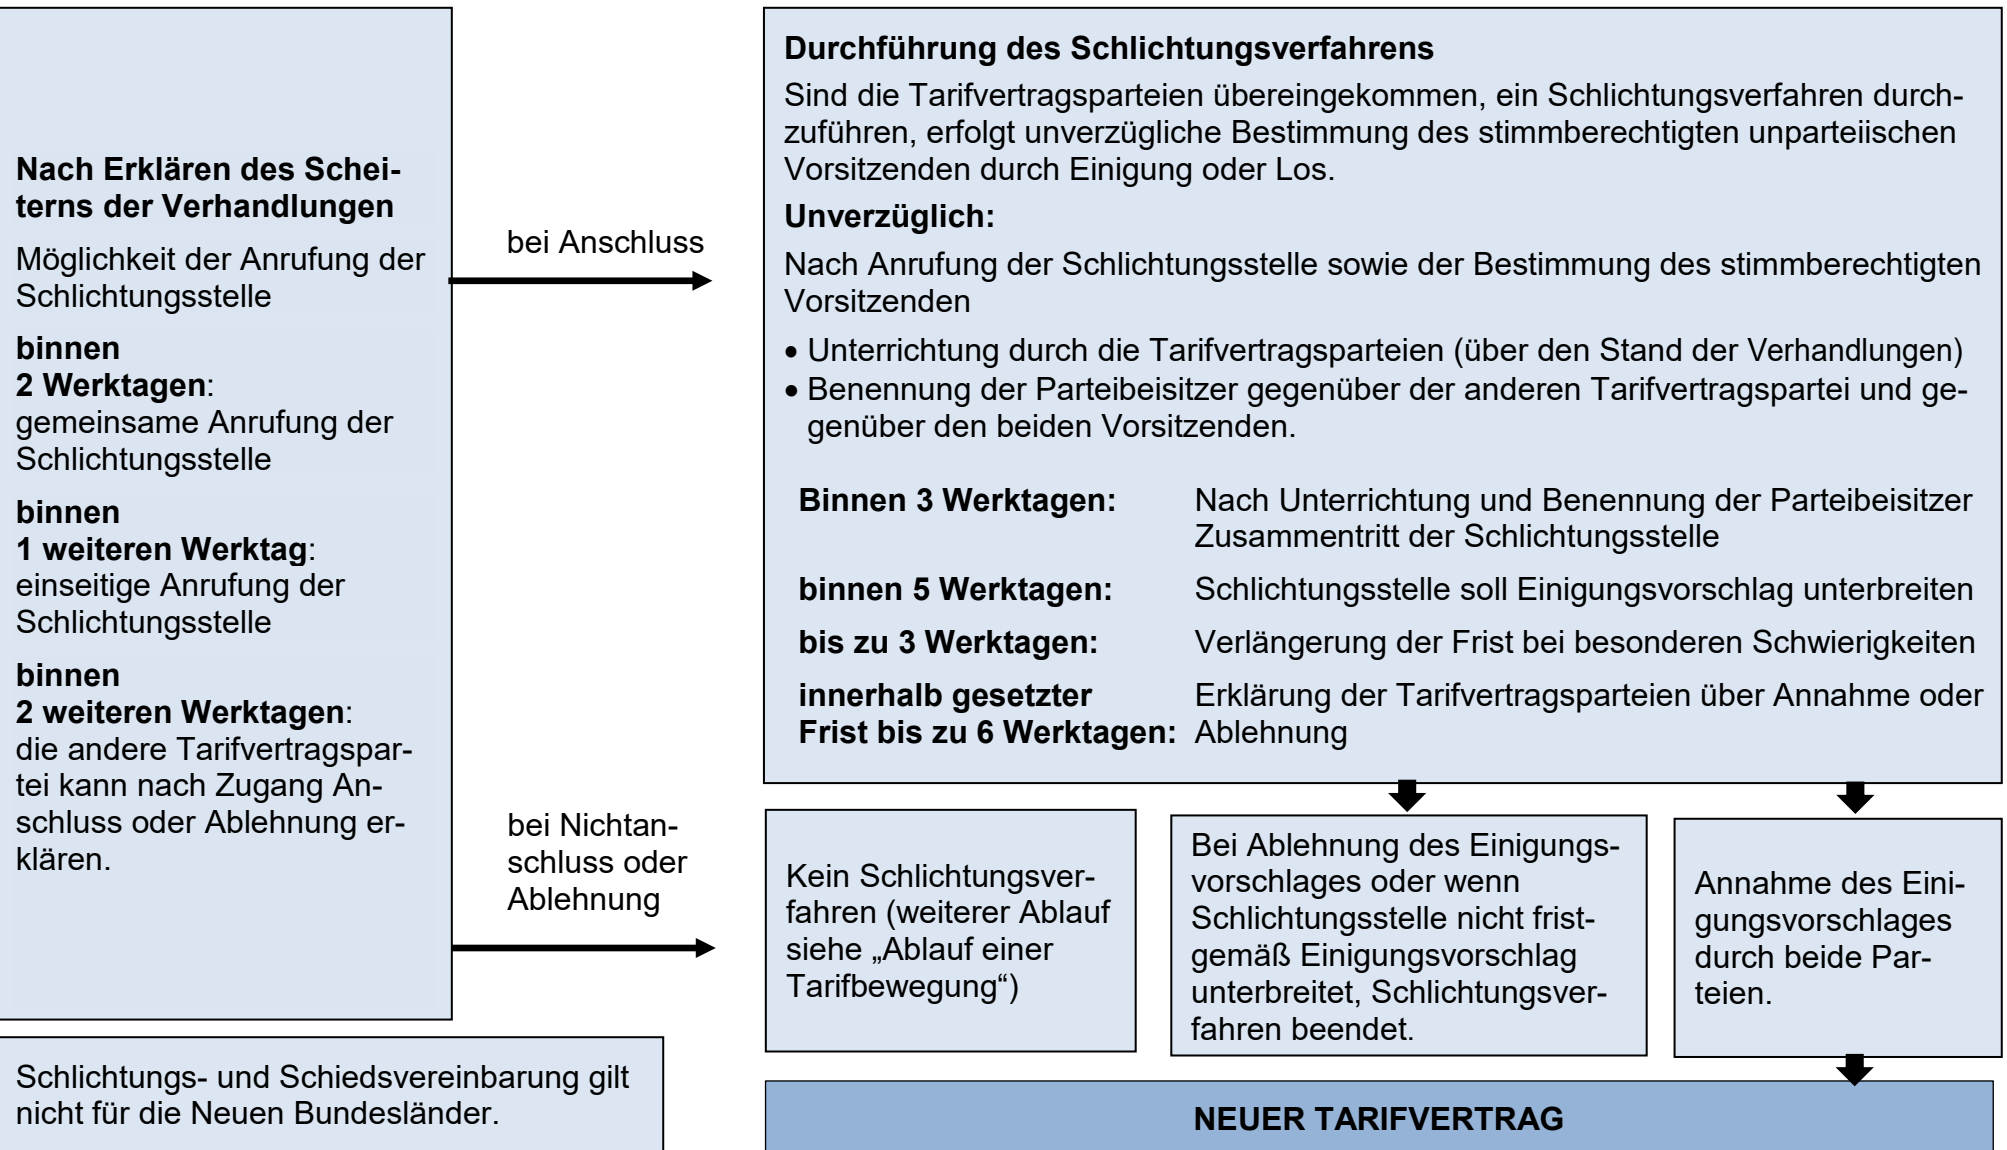 Nach Erklären des Schei-
terns der Verhandlungen
Möglichkeit der Anrufung der
Schlichtungsstelle
binnen
2 Werktagen:
gemeinsame Anrufung der
Schlichtungsstelle
binnen
1 weiteren Werktag:
einseitige Anrufung der
Schlichtungsstelle
binnen
2 weiteren Werktagen:
die andere Tarifvertragspar-
tei kann nach Zugang An-
schluss oder Ablehnung er-
klären.
bei Anschluss
bei Nichtan-
schluss oder
Ablehnung
Durchführung des Schlichtungsverfahrens
Sind die Tarifvertragsparteien übereingekommen, ein Schlichtungsverfahren durch-
zuführen, erfolgt unverzügliche Bestimmung des stimmberechtigten unparteiischen
Vorsitzenden durch Einigung oder Los.
Unverzüglich:
Nach Anrufung der Schlichtungsstelle sowie der Bestimmung des stimmberechtigten
Vorsitzenden
• Unterrichtung durch die Tarifvertragsparteien (über den Stand der Verhandlungen)
• Benennung der Parteibeisitzer gegenüber der anderen Tarifvertragspartei und ge-
genüber den beiden Vorsitzenden.
Binnen 3 Werktagen: Nach Unterrichtung und Benennung der Parteibeisitzer
Zusammentritt der Schlichtungsstelle
binnen 5 Werktagen: Schlichtungsstelle soll Einigungsvorschlag unterbreiten
bis zu 3 Werktagen: Verlängerung der Frist bei besonderen Schwierigkeiten
innerhalb gesetzter Erklärung der Tarifvertragsparteien über Annahme oder
Frist bis zu 6 Werktagen: Ablehnung
Kein Schlichtungsver-
fahren (weiterer Ablauf
siehe „Ablauf einer
Tarifbewegung“)
Bei Ablehnung des Einigungs-
vorschlages oder wenn
Schlichtungsstelle nicht frist-
gemäß Einigungsvorschlag
unterbreitet, Schlichtungsver-
fahren beendet.
Annahme des Eini-
gungsvorschlages
durch beide Par-
teien.
Schlichtungs- und Schiedsvereinbarung gilt
nicht für die Neuen Bundesländer.
NEUER TARIFVERTRAG